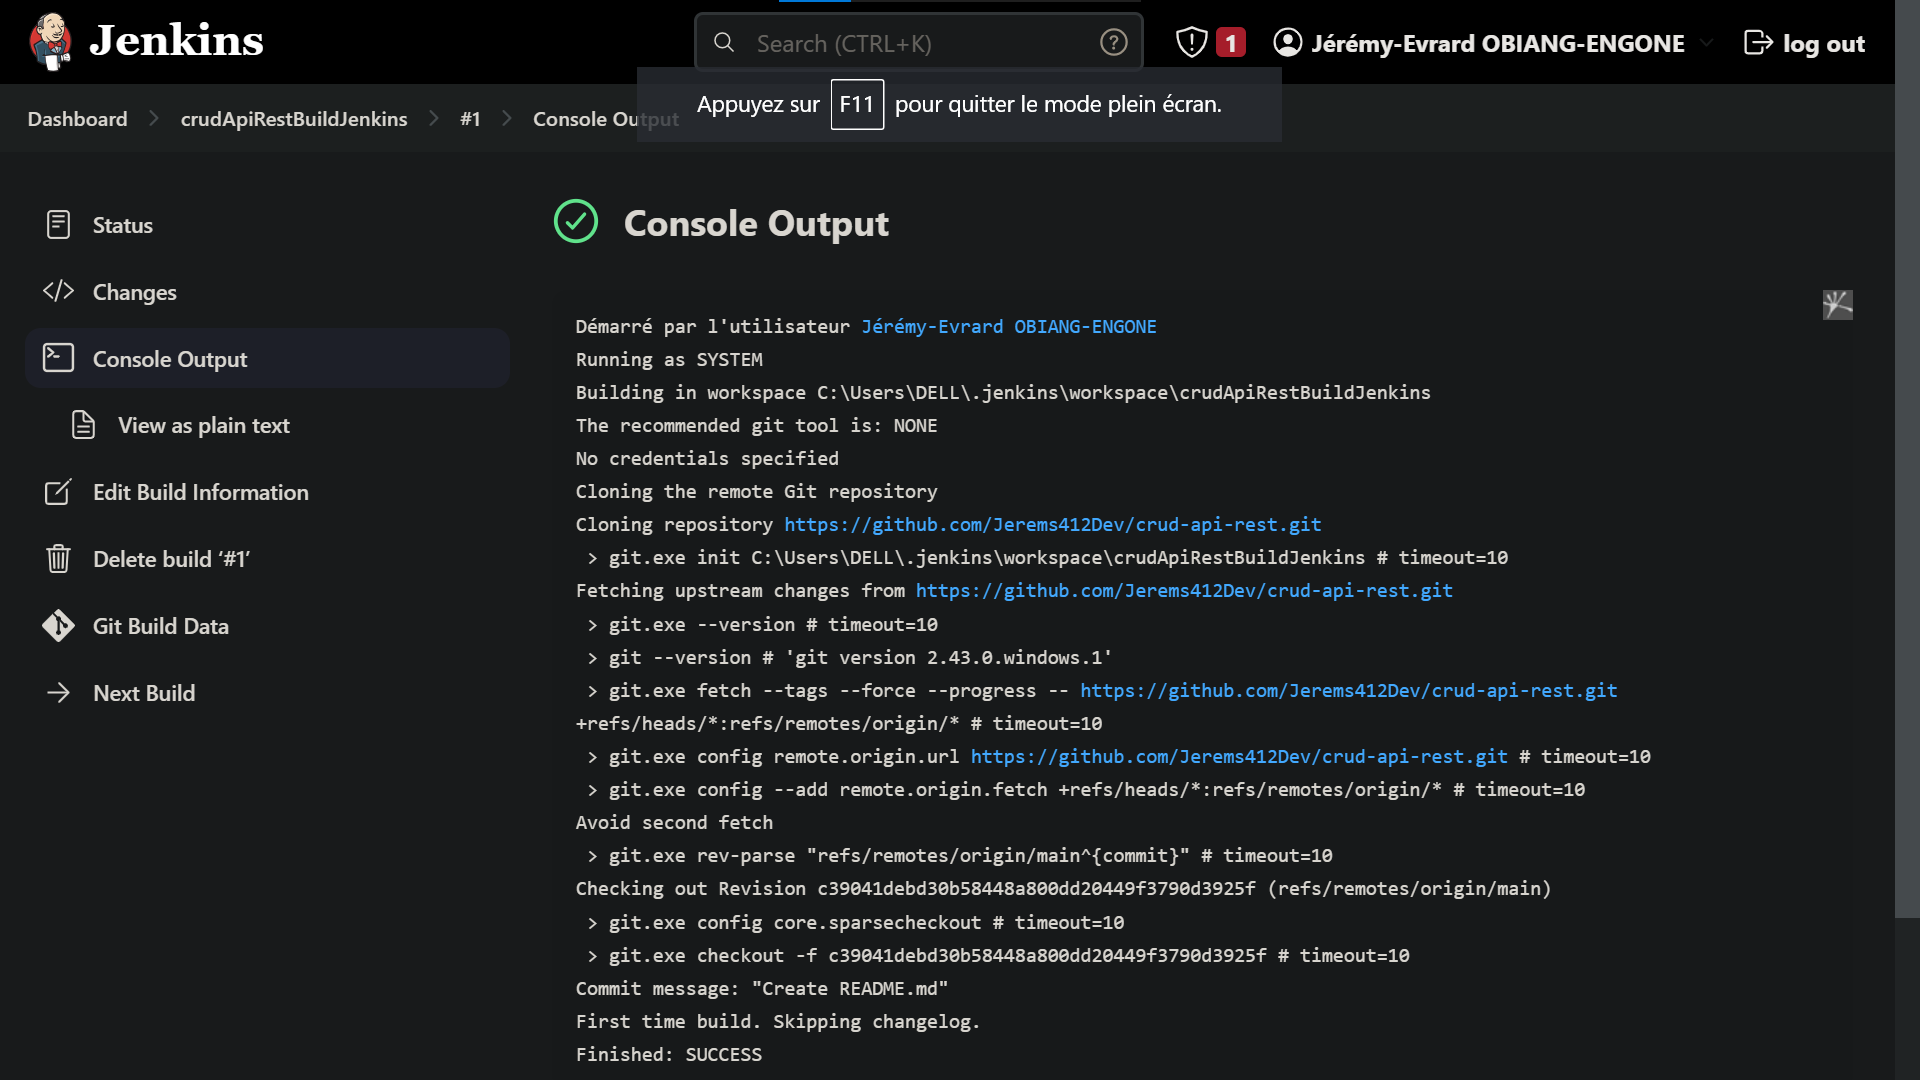 Jenkins
Search (CTRL+K)
1
Jérémy-Evrard OBIANG-ENGONE
log out
Appuyez sur F11 pour quitter le mode plein écran.
Dashboard
crudApiRestBuildJenkins
#1
Console Output
Status
Changes
Console Output
View as plain text
Edit Build Information
Delete build ‘#1’
Git Build Data
Next Build
Console Output
Démarré par l'utilisateur Jérémy-Evrard OBIANG-ENGONE
Running as SYSTEM
Building in workspace C:\Users\DELL\.jenkins\workspace\crudApiRestBuildJenkins
The recommended git tool is: NONE
No credentials specified
Cloning the remote Git repository
Cloning repository https://github.com/Jerems412Dev/crud-api-rest.git
> git.exe init C:\Users\DELL\.jenkins\workspace\crudApiRestBuildJenkins # timeout=10
Fetching upstream changes from https://github.com/Jerems412Dev/crud-api-rest.git
> git.exe --version # timeout=10
> git --version # 'git version 2.43.0.windows.1'
> git.exe fetch --tags --force --progress -- https://github.com/Jerems412Dev/crud-api-rest.git
+refs/heads/*:refs/remotes/origin/* # timeout=10
> git.exe config remote.origin.url https://github.com/Jerems412Dev/crud-api-rest.git # timeout=10
> git.exe config --add remote.origin.fetch +refs/heads/*:refs/remotes/origin/* # timeout=10
Avoid second fetch
> git.exe rev-parse "refs/remotes/origin/main^{commit}" # timeout=10
Checking out Revision c39041debd30b58448a800dd20449f3790d3925f (refs/remotes/origin/main)
> git.exe config core.sparsecheckout # timeout=10
> git.exe checkout -f c39041debd30b58448a800dd20449f3790d3925f # timeout=10
Commit message: "Create README.md"
First time build. Skipping changelog.
Finished: SUCCESS